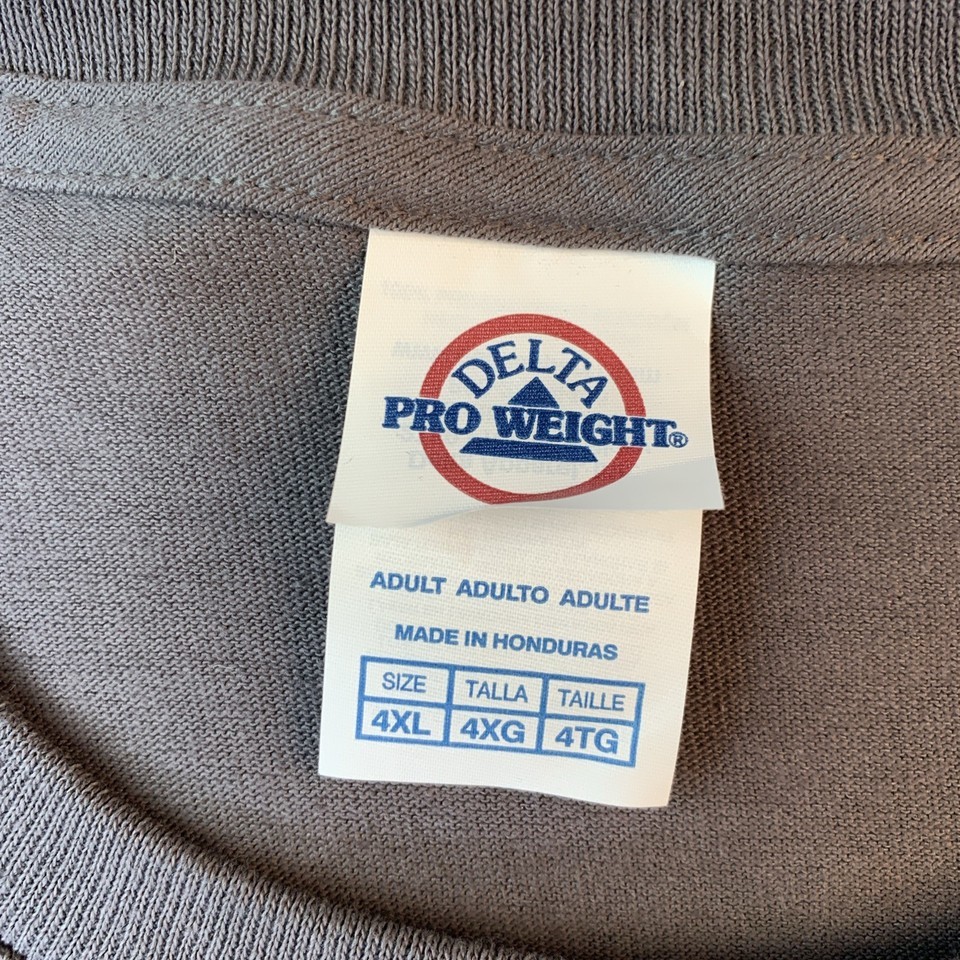 DELTA
PRO WEIGHT®
ADULT ADULTO ADULTE
MADE IN HONDURAS
SIZE TALLA TAILLE
4XL 4XG 4TG